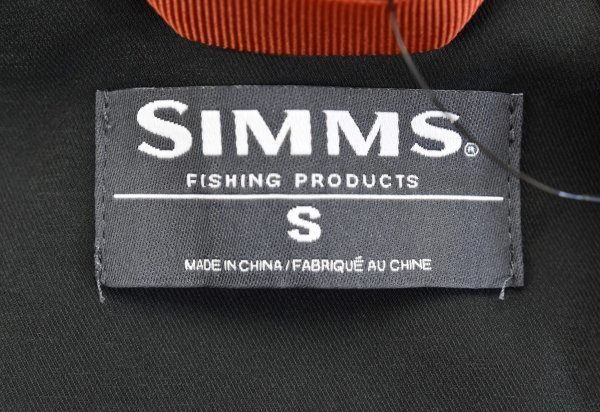 SIMMS®
FISHING PRODUCTS
S
MADE IN CHINA / FABRIQUÉ AU CHINE